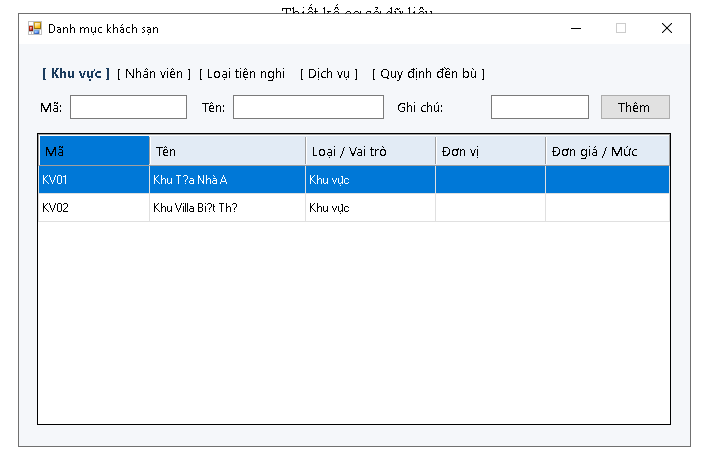 Thiết kế cơ sở dữ liệu
Danh mục khách sạn
[ Khu vực ] [ Nhân viên ] [ Loại tiện nghi [ Dịch vụ ] [ Quy định đền bù ]
Mã: Tên: Ghi chú: Thêm
Mã Tên Loại / Vai trò Đơn vị Đơn giá / Mức
KV01 Khu T?a Nhà A Khu vực
KV02 Khu Villa Bi?t Th? Khu vực